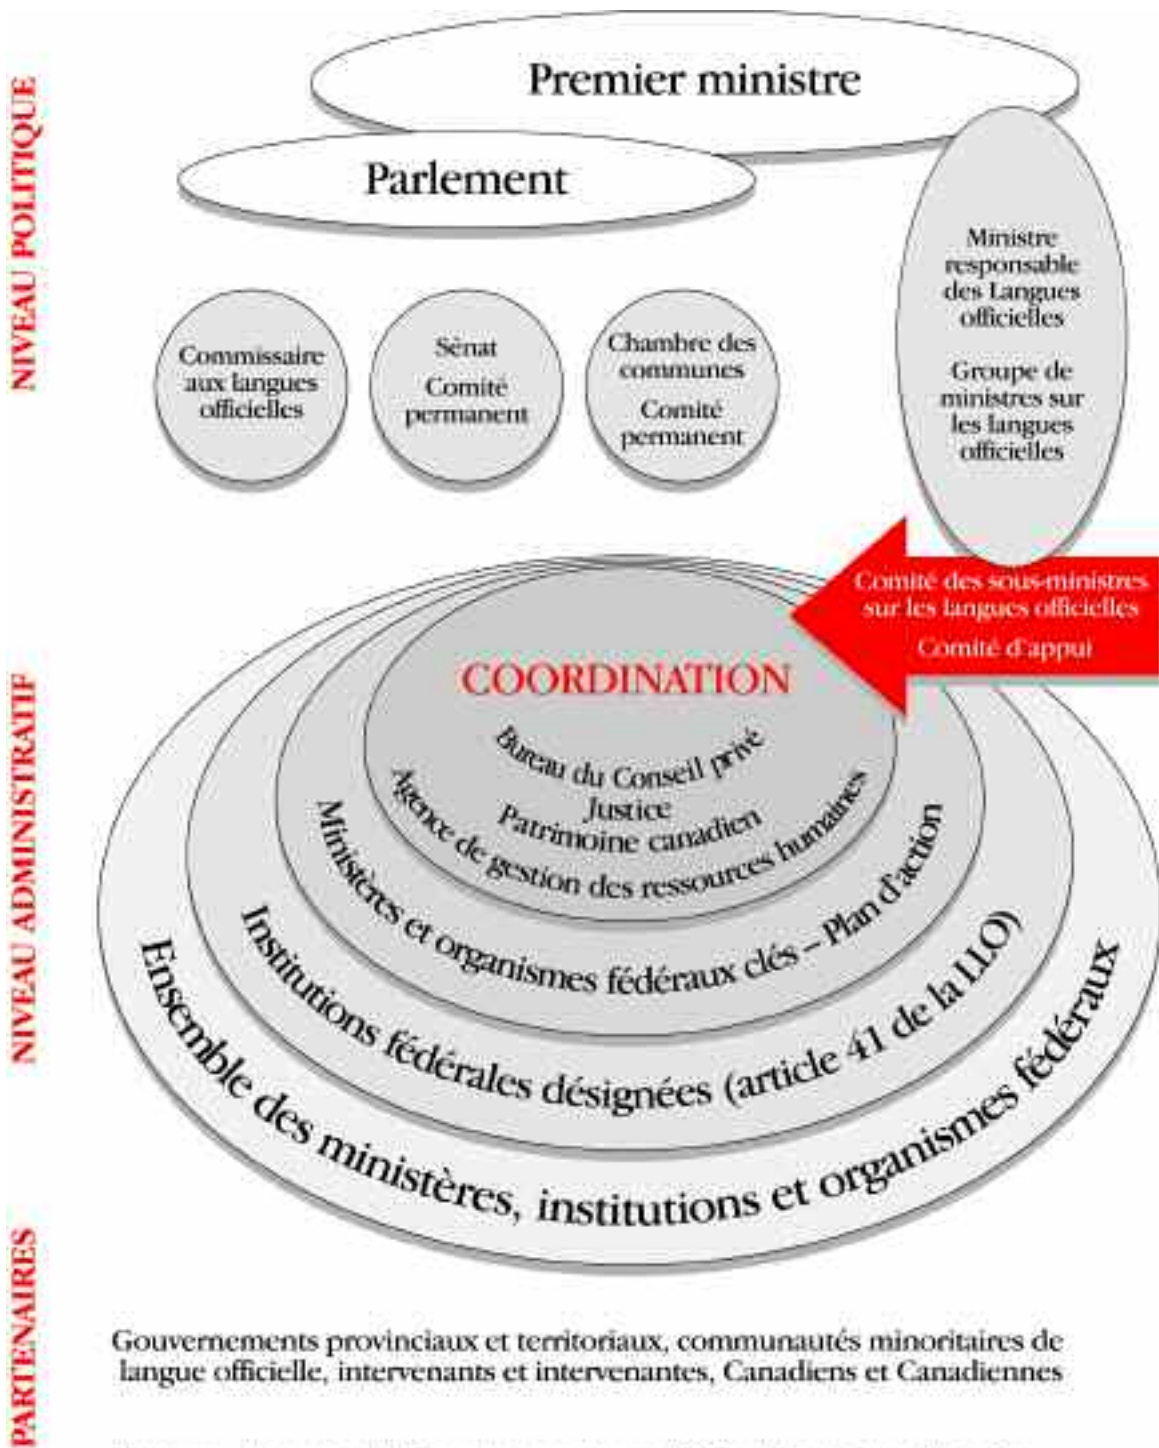 NIVEAU POLITIQUE
Premier ministre
Parlement
Ministre
responsable
des Langues
officielles
Groupe de
ministres sur
les langues
officielles
Commissaire
aux langues
officielles
Sènat
Comité
permanent
Chambre des
communes
Comité
permanent
NIVEAU ADMINISTRATIF
Comité des sous-ministres
sur les langues officielles
Comité d'appui
COORDINATION
Bureau du Conseil privé
Justice
Patrimoine canadien
Agence de gestion des ressources humaines
Ministères et organismes fédéraux clés – Plan d'action
Institutions fédérales désignées (article 41 de la LLO)
Ensemble des ministères, institutions et organismes fédéraux
PARTENAIRES
Gouvernements provinciaux et territoriaux, communautés minoritaires de
langue officielle, intervenants et intervenantes, Canadiens et Canadiennes